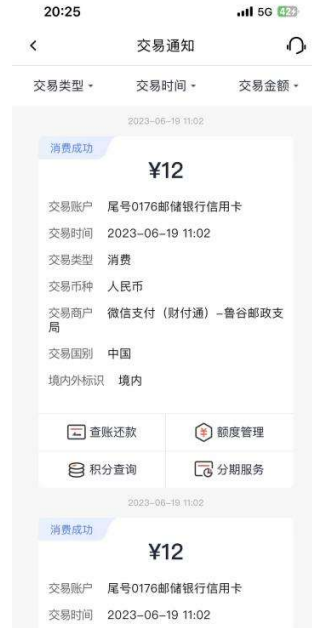 20:25
5G 42
交易通知
交易类型
交易时间
交易金额
2023-06-19 11:02
消费成功
¥12
交易账户 尾号0176邮储银行信用卡
交易时间 2023-06-19 11:02
交易类型 消费
交易币种 人民币
交易商户 微信支付（财付通）-鲁谷邮政支
局
交易国别 中国
境内外标识 境内
查账还款
额度管理
积分查询
分期服务
2023-06-19 11:02
消费成功
¥12
交易账户 尾号0176邮储银行信用卡
交易时间 2023-06-19 11:02